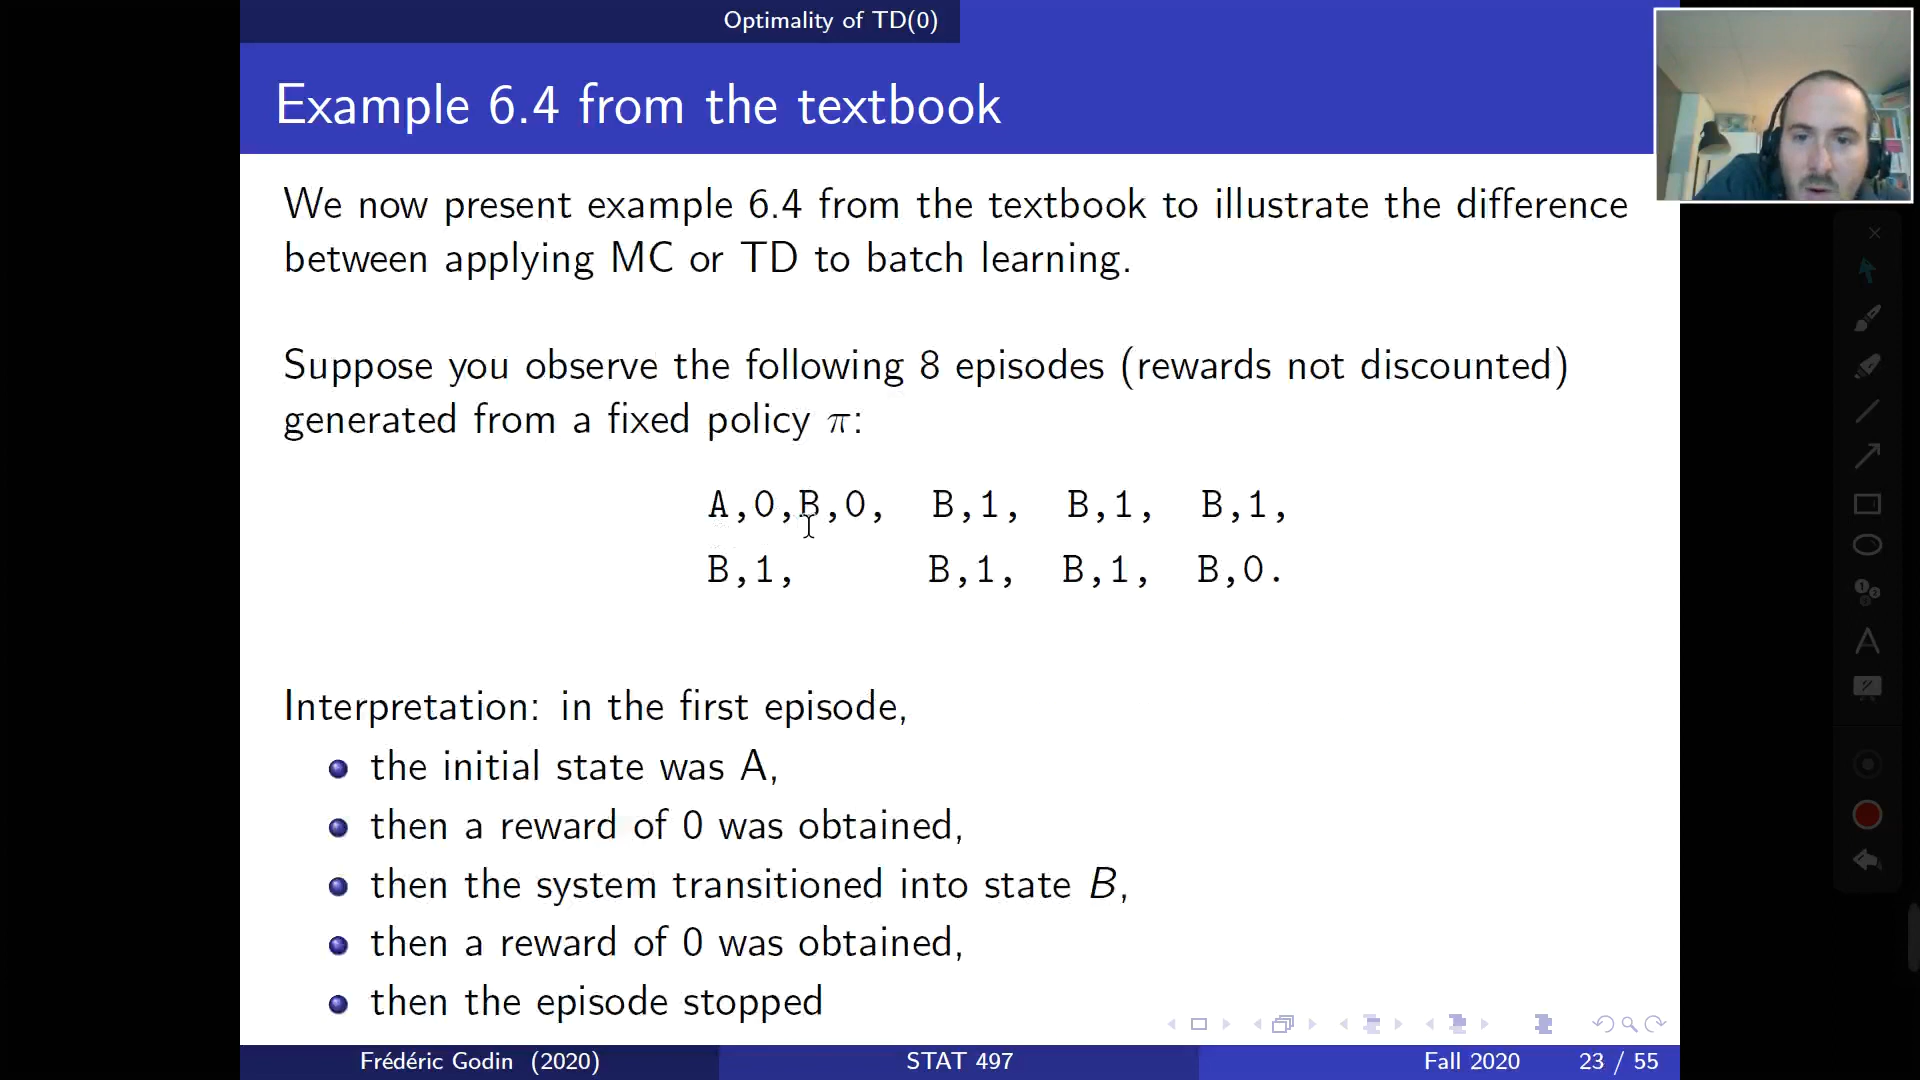 Optimality of TD(0)
Example 6.4 from the textbook
We now present example 6.4 from the textbook to illustrate the difference
between applying MC or TD to batch learning.
Suppose you observe the following 8 episodes (rewards not discounted)
generated from a fixed policy π:
A,0,B,0, B,1, B,1, B,1,
B,1, B,1, B,1, B,0.
Interpretation: in the first episode,
the initial state was A,
then a reward of 0 was obtained,
then the system transitioned into state B,
then a reward of 0 was obtained,
then the episode stopped
Frédéric Godin (2020) STAT 497 Fall 2020 23 / 55